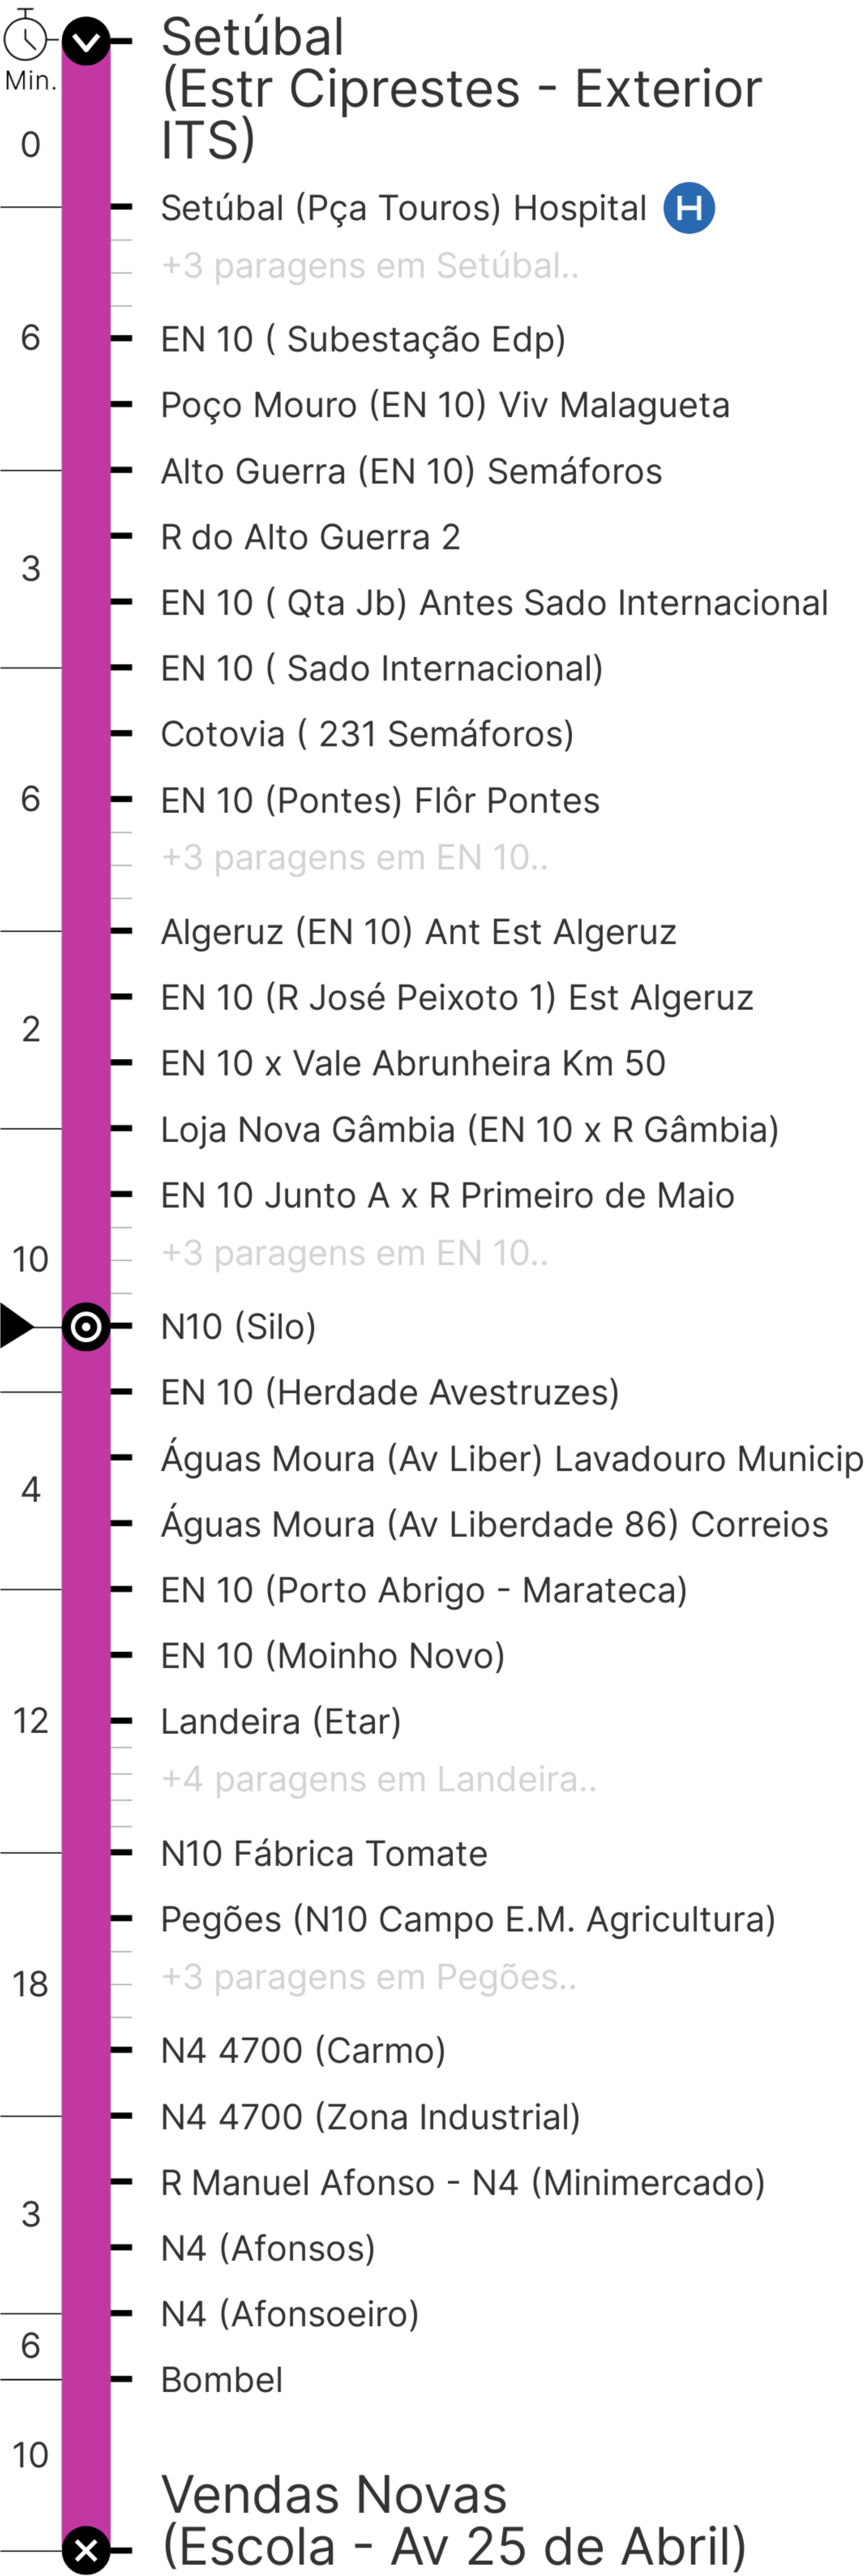 Setúbal
(Estr Ciprestes - Exterior
ITS)
Min.
0
Setúbal (Pça Touros) Hospital H
+3 paragens em Setúbal..
6
EN 10 ( Subestação Edp)
Poço Mouro (EN 10) Viv Malagueta
Alto Guerra (EN 10) Semáforos
R do Alto Guerra 2
3
EN 10 ( Qta Jb) Antes Sado Internacional
EN 10 ( Sado Internacional)
Cotovia ( 231 Semáforos)
6
EN 10 (Pontes) Flôr Pontes
+3 paragens em EN 10..
Algeruz (EN 10) Ant Est Algeruz
EN 10 (R José Peixoto 1) Est Algeruz
2
EN 10 x Vale Abrunheira Km 50
Loja Nova Gâmbia (EN 10 x R Gâmbia)
EN 10 Junto A x R Primeiro de Maio
10
+3 paragens em EN 10..
N10 (Silo)
EN 10 (Herdade Avestruzes)
Águas Moura (Av Liber) Lavadouro Municip
4
Águas Moura (Av Liberdade 86) Correios
EN 10 (Porto Abrigo - Marateca)
EN 10 (Moinho Novo)
12
Landeira (Etar)
+4 paragens em Landeira..
N10 Fábrica Tomate
Pegões (N10 Campo E.M. Agricultura)
18
+3 paragens em Pegões..
N4 4700 (Carmo)
N4 4700 (Zona Industrial)
R Manuel Afonso - N4 (Minimercado)
3
N4 (Afonsos)
N4 (Afonsoeiro)
6
Bombel
10
Vendas Novas
(Escola - Av 25 de Abril)